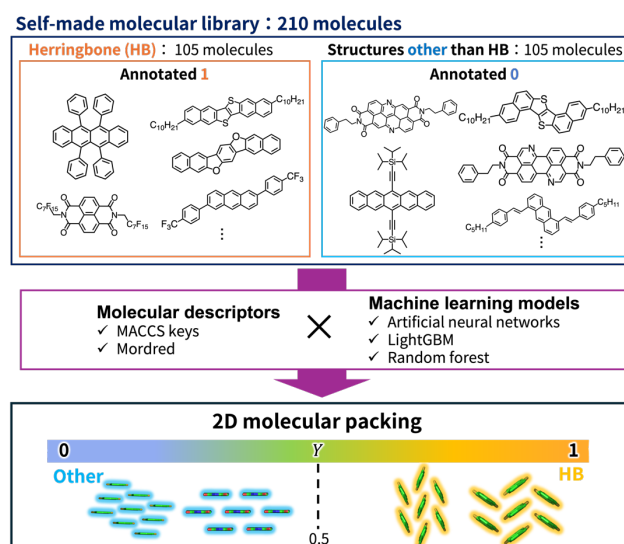 Self-made molecular library：210 molecules
Herringbone (HB)： 105 molecules
Annotated 1
C10H21
C10H21
C7F15
C7F15
CF3
F3C
⋮
Structures other than HB：105 molecules
Annotated 0
C10H21
C10H21
Si
Si
C5H11
C5H11
⋮
Molecular descriptors
✓ MACCS keys
✓ Mordred
×
Machine learning models
✓ Artificial neural networks
✓ LightGBM
✓ Random forest
2D molecular packing
0 Y 1
Other HB
0.5